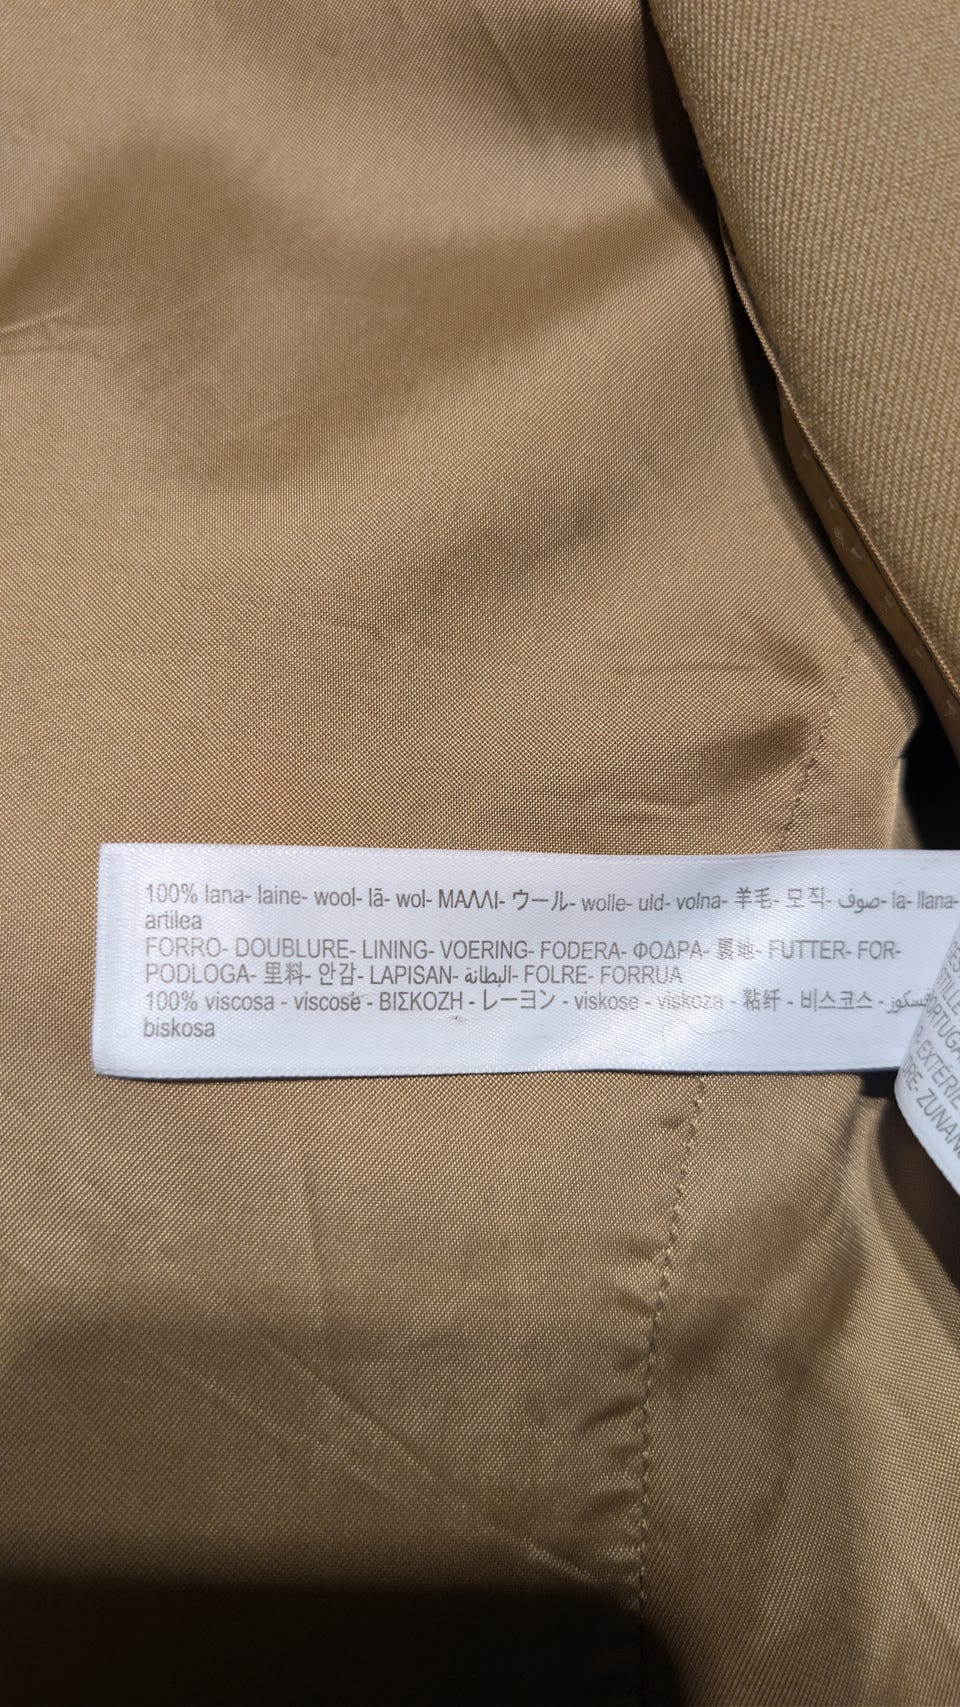 100% lana- laine- wool- lã- wol- ΜΑΛΛΙ- ウール- wolle- uld- volna- 羊毛- 모직- صوف- la- llana-
artilea
FORRO- DOUBLURE- LINING- VOERING- FODERA- ΦΟΔΡΑ- 裏地- FUTTER- FOR-
PODLOGA- 里料- 안감- LAPISAN- البطانة- FOLRE- FORRUA
100% viscosa - viscose - ΒΙΣΚΟΖΗ - レーヨン - viskose - viskoza - 粘纤 - 비스코스 -
biskosa
EXTERIE
ZUNAN